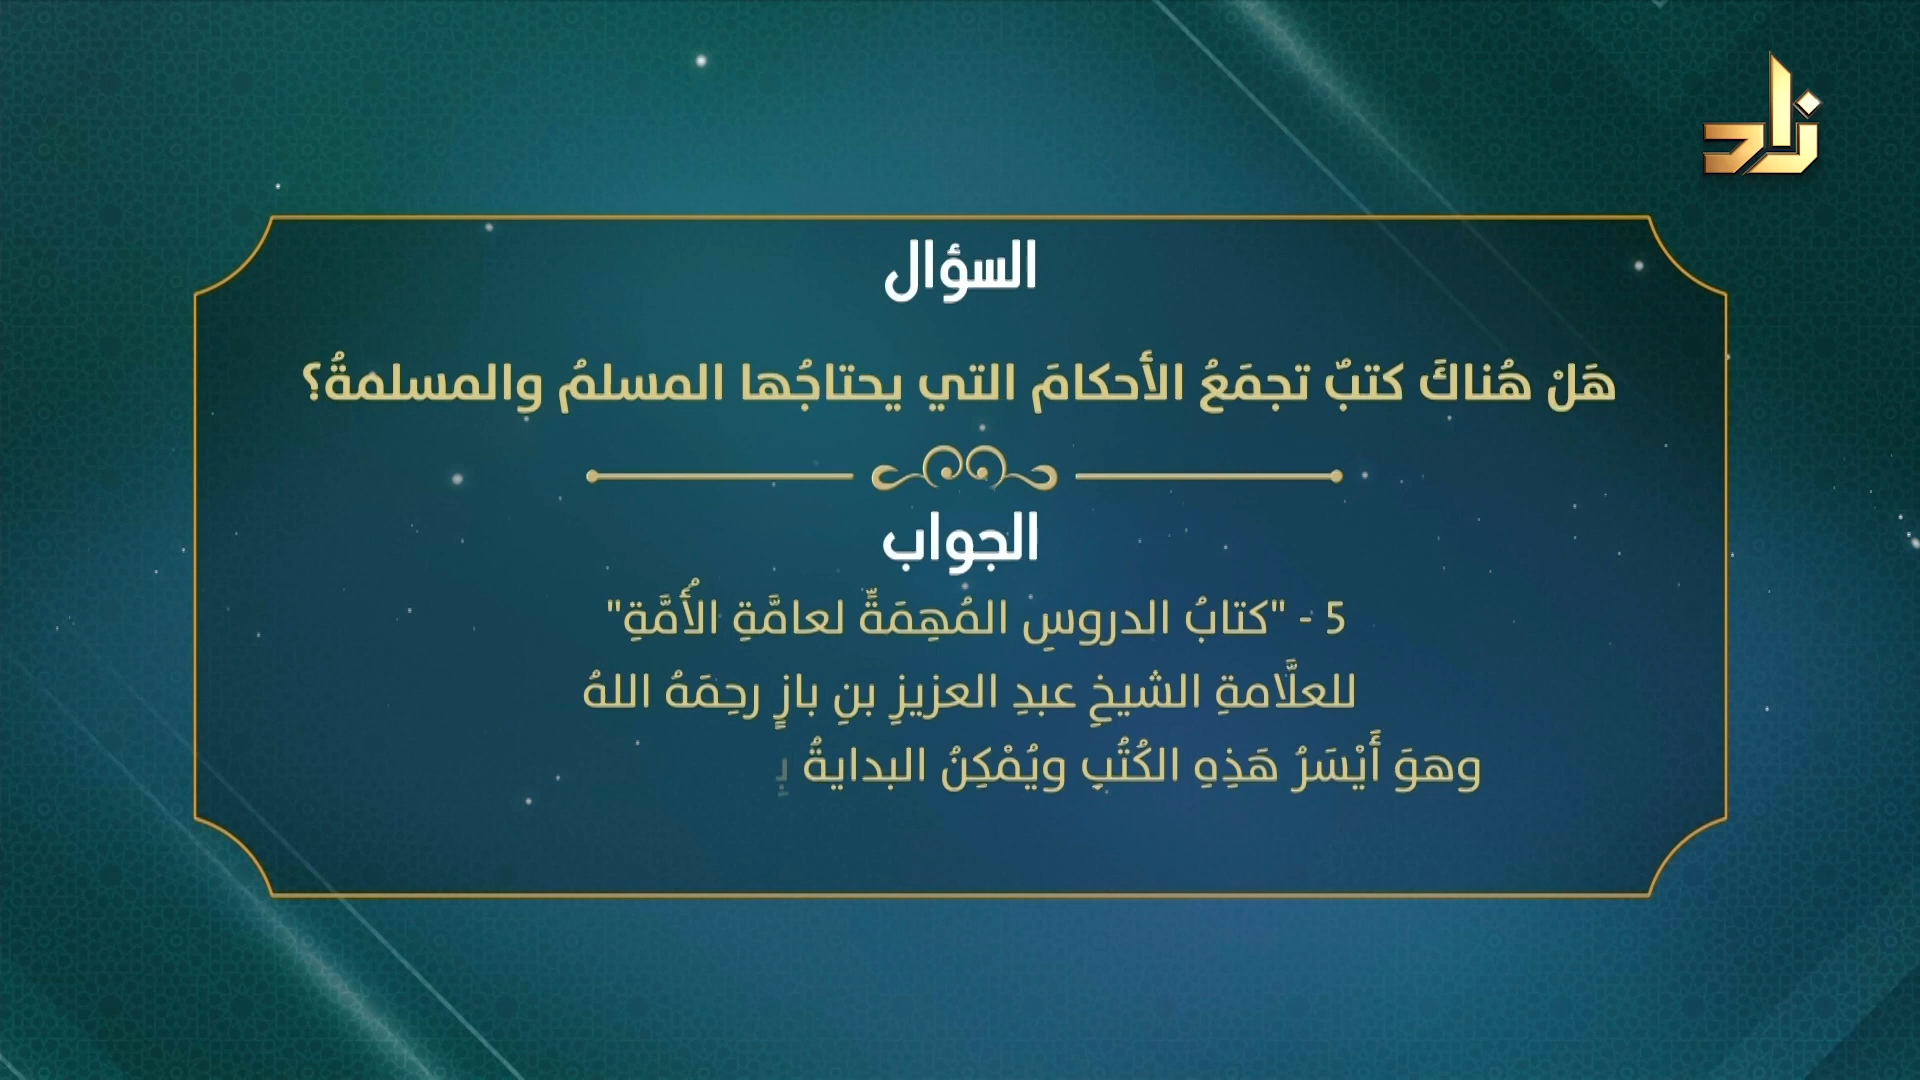 زاد
السؤال
هَلْ هُناكَ كتبٌ تجمَعُ الأحكامَ التي يحتاجُها المسلمُ والمسلمةُ؟
الجواب
5 - "كتابُ الدروسِ المُهِمَةِّ لعامَّةِ الأُمَّةِ"
للعلَّامةِ الشيخِ عبدِ العزيزِ بنِ بازٍ رحِمَهُ اللهُ
وهوَ أَيْسَرُ هَذِهِ الكُتُبِ ويُمْكِنُ البدايةُ